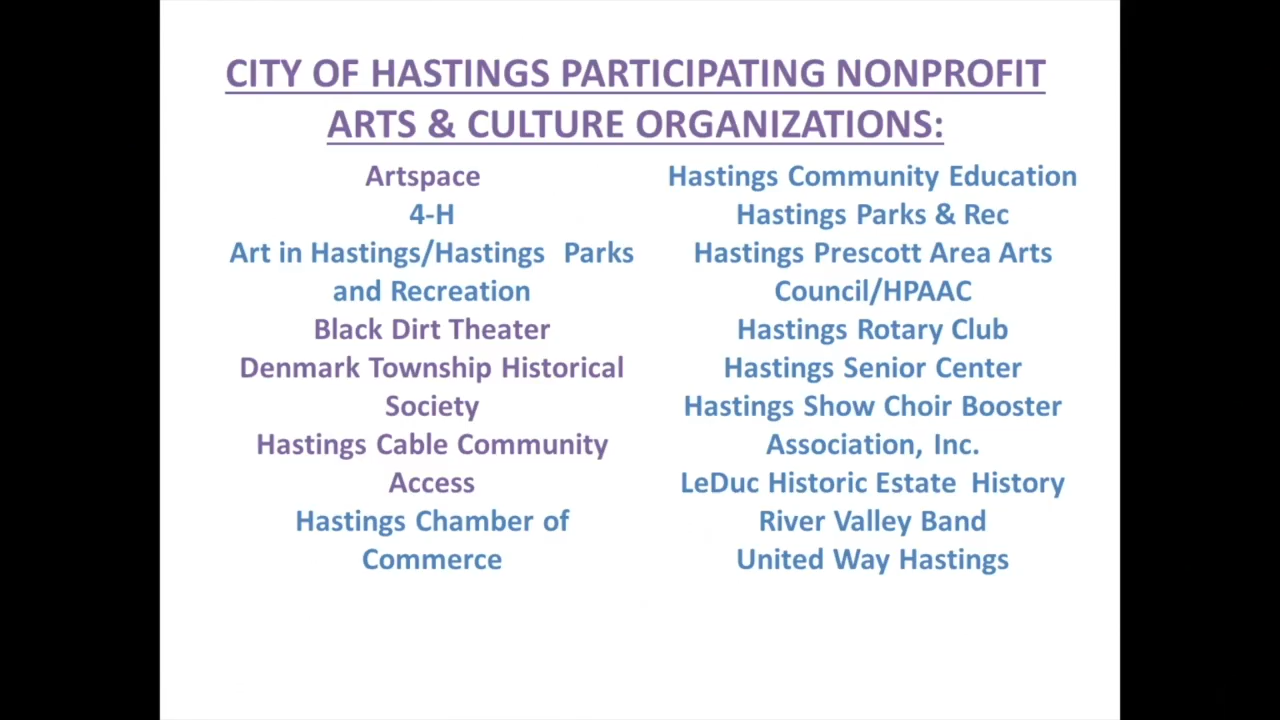 CITY OF HASTINGS PARTICIPATING NONPROFIT
ARTS & CULTURE ORGANIZATIONS:
Artspace
4-H
Art in Hastings/Hastings Parks
and Recreation
Black Dirt Theater
Denmark Township Historical
Society
Hastings Cable Community
Access
Hastings Chamber of
Commerce
Hastings Community Education
Hastings Parks & Rec
Hastings Prescott Area Arts
Council/HPAAC
Hastings Rotary Club
Hastings Senior Center
Hastings Show Choir Booster
Association, Inc.
LeDuc Historic Estate History
River Valley Band
United Way Hastings